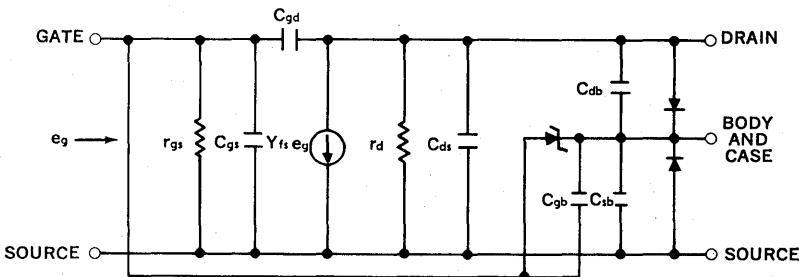 Cgd
GATE
DRAIN
Cdb
eg
rgs
Cgs
Yfs eg
rd
Cds
BODY
AND
CASE
Cgb
Csb
SOURCE
SOURCE